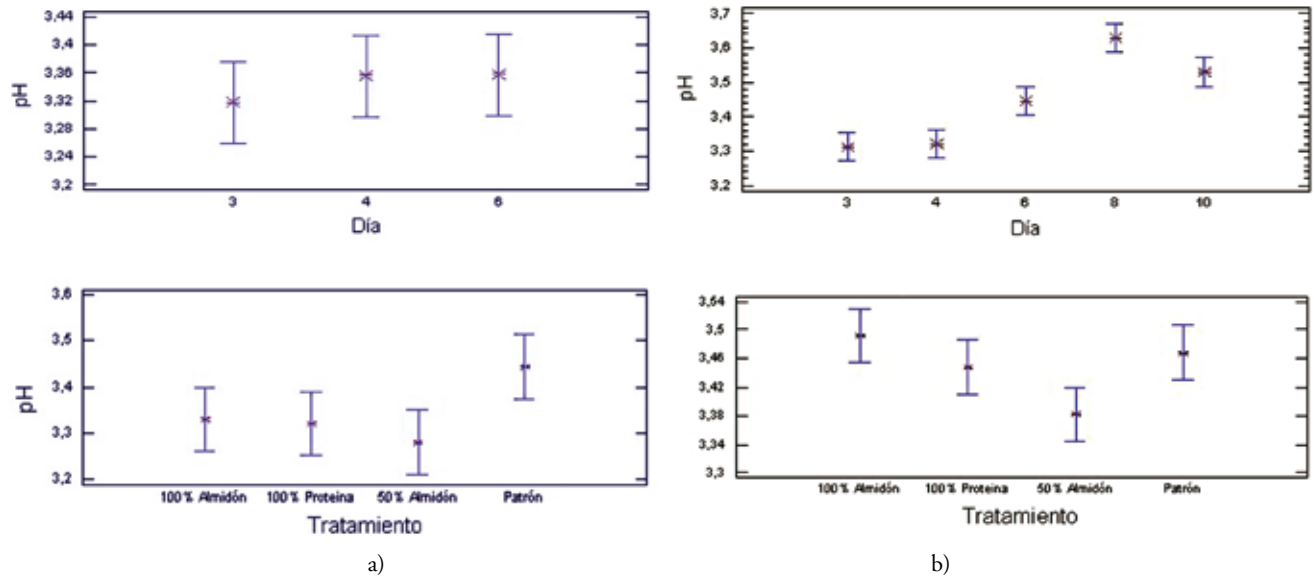 3,44
3,4
3,36
3,32
3,28
3,24
3,2
pH
3 4 6
Día
3,7
3,6
3,5
3,4
3,3
3,2
pH
3 4 6 8 10
Día
3,6
3,5
3,4
3,3
3,2
pH
100% Almidón 100% Proteina 50% Almidón Patrón
Tratamiento
a)
3,54
3,5
3,46
3,42
3,38
3,34
3,3
100% Almidón 100% Proteina 50% Almidón Patrón
Tratamiento
b)